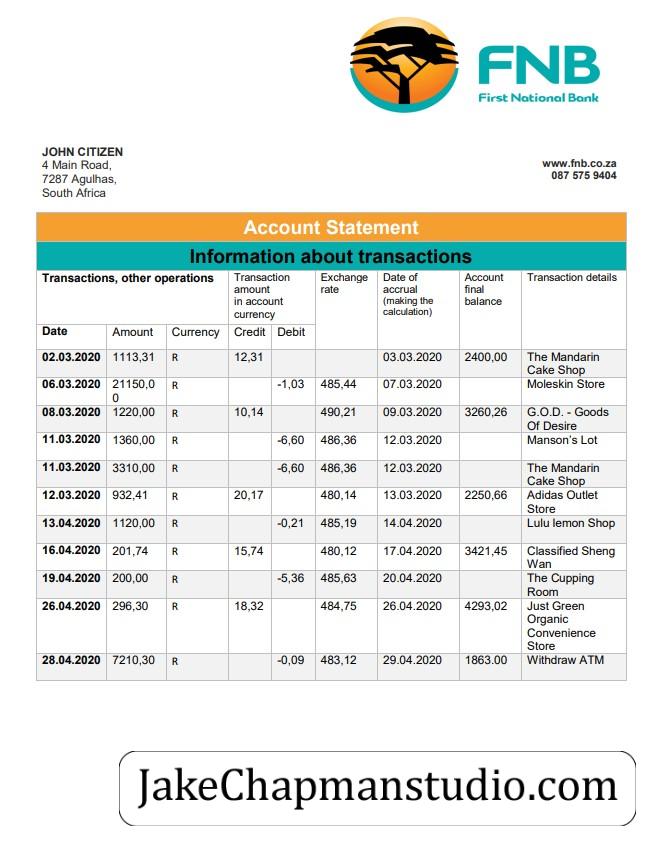 FNB
First National Bank
JOHN CITIZEN
4 Main Road,
7287 Agulhas,
South Africa
www.fnb.co.za
087 575 9404
Account Statement
Information about transactions
Transactions, other operations
Transaction
amount
in account
currency
Exchange
rate
Date of
accrual
(making the
calculation)
Account
final
balance
Transaction details
Date Amount Currency Credit Debit
02.03.2020 1113,31 R 12,31 03.03.2020 2400,00 The Mandarin
Cake Shop
06.03.2020 21150,0 R -1,03 485,44 07.03.2020 Moleskin Store
0
08.03.2020 1220,00 R 10,14 490,21 09.03.2020 3260,26 G.O.D. - Goods
Of Desire
11.03.2020 1360,00 R -6,60 486,36 12.03.2020 Manson's Lot
11.03.2020 3310,00 R -6,60 486,36 12.03.2020 The Mandarin
Cake Shop
12.03.2020 932,41 R 20,17 480,14 13.03.2020 2250,66 Adidas Outlet
Store
13.04.2020 1120,00 R -0,21 485,19 14.04.2020 Lulu lemon Shop
16.04.2020 201,74 R 15,74 480,12 17.04.2020 3421,45 Classified Sheng
Wan
19.04.2020 200,00 R -5,36 485,63 20.04.2020 The Cupping
Room
26.04.2020 296,30 R 18,32 484,75 26.04.2020 4293,02 Just Green
Organic
Convenience
Store
28.04.2020 7210,30 R -0,09 483,12 29.04.2020 1863.00 Withdraw ATM
JakeChapmanstudio.com